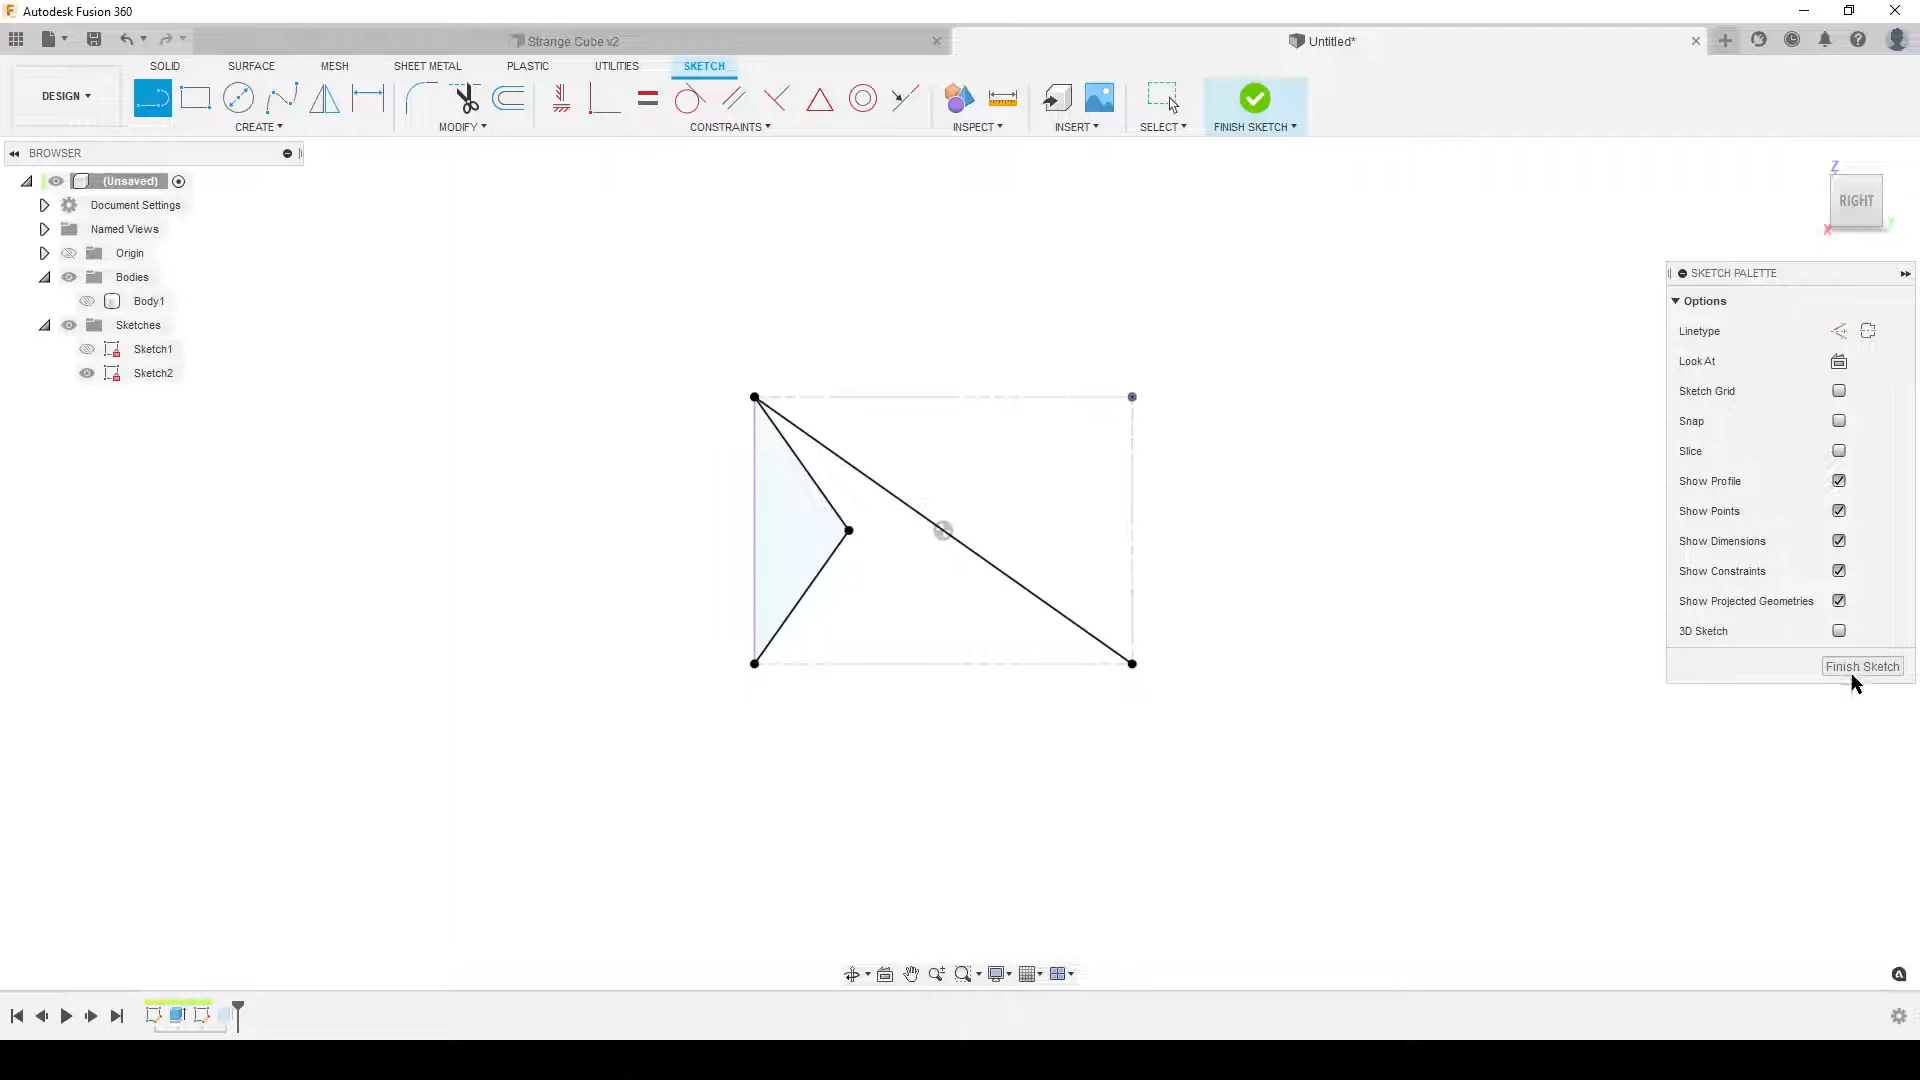 Autodesk Fusion 360
Strange Cube v2
Untitled*
SOLID
SURFACE
MESH
SHEET METAL
PLASTIC
UTILITIES
SKETCH
DESIGN
CREATE
MODIFY
CONSTRAINTS
INSPECT
INSERT
SELECT
FINISH SKETCH
BROWSER
(Unsaved)
Document Settings
Named Views
Origin
Bodies
Body1
Sketches
Sketch1
Sketch2
Z
RIGHT
X
Y
SKETCH PALETTE
Options
Linetype
Look At
Sketch Grid
Snap
Slice
Show Profile
Show Points
Show Dimensions
Show Constraints
Show Projected Geometries
3D Sketch
Finish Sketch